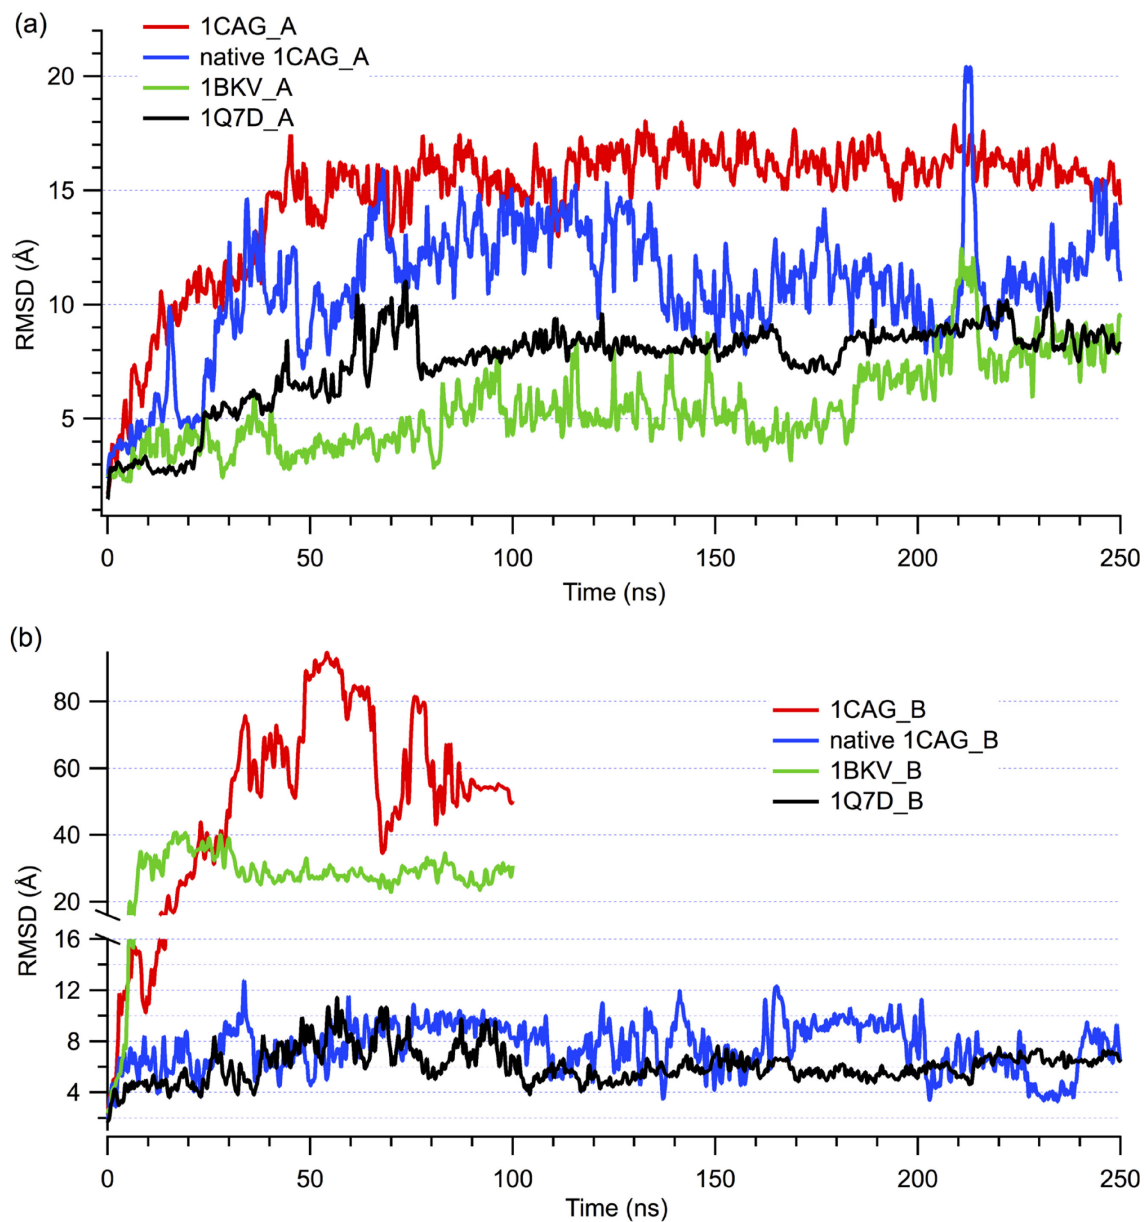 (a)
1CAG_A
native 1CAG_A
1BKV_A
1Q7D_A
20
15
10
5
RMSD (Å)
0 50 100 150 200 250
Time (ns)
(b)
1CAG_B
native 1CAG_B
1BKV_B
1Q7D_B
80
60
40
20
16
12
8
4
RMSD (Å)
0 50 100 150 200 250
Time (ns)